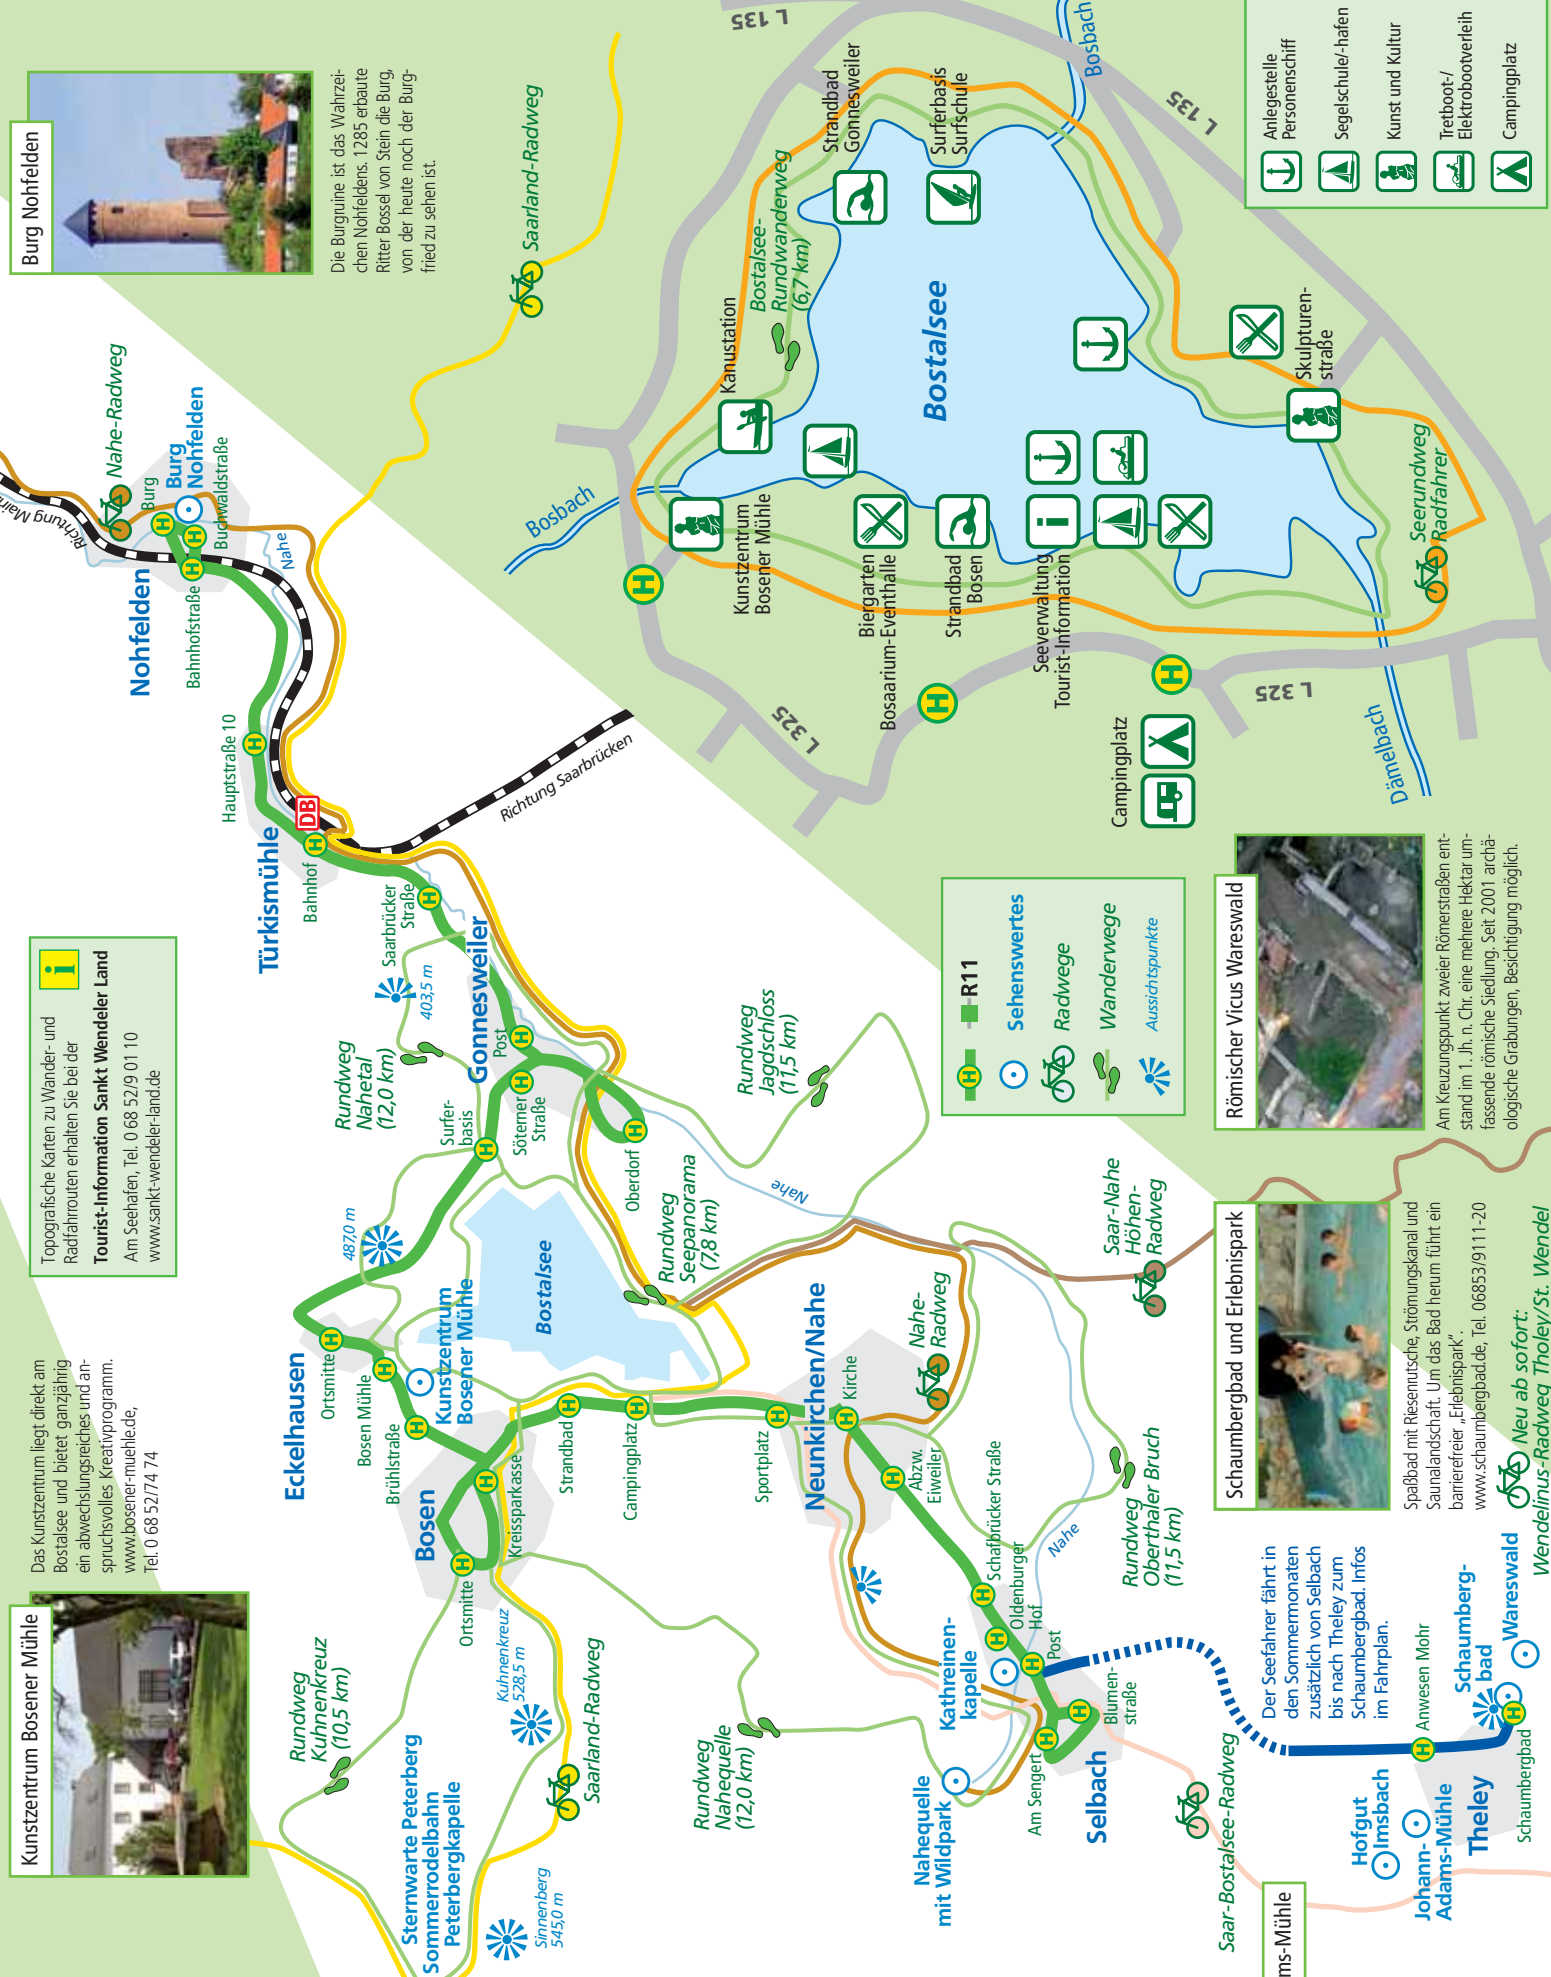 Kunstzentrum Bosener Mühle
Das Kunstzentrum liegt direkt am
Bostalsee und bietet ganzjährig
ein abwechslungsreiches und an-
spruchsvolles Kreativprogramm.
www.bosener-muehle.de,
Tel. 0 68 52/74 74
Topografische Karten zu Wander- und
Radfahrrouten erhalten Sie bei der
Tourist-Information Sankt Wendeler Land
Am Seehafen, Tel. 0 68 52/9 01 10
www.sankt-wendeler-land.de
i
Burg Nohfelden
Die Burgruine ist das Wahrzei-
chen Nohfeldens. 1285 erbaute
Ritter Bossel von Stein die Burg,
von der heute noch der Burg-
fried zu sehen ist.
Nahe-Radweg
Burg
Burg
Nohfelden
Buchwaldstraße
Nahe
Nohfelden
Bahnhofstraße
Hauptstraße 10
Türkismühle
DB
Bahnhof
Richtung Saarbrücken
Saarland-Radweg
Saarbrücker
Straße
403,5 m
Gonnesweiler
Post
Rundweg
Nahetal
(12,0 km)
Surfer-
basis
Söterner
Straße
Oberdorf
487,0 m
Eckelhausen
Ortsmitte
Bosen Mühle
Brühlstraße
Kunstzentrum
Bosener Mühle
Bostalsee
Rundweg
Seepanorama
(7,8 km)
Rundweg
Jagdschloss
(11,5 km)
Nahe
Bosen
Kreissparkasse
Ortsmitte
Strandbad
Campingplatz
Sportplatz
Rundweg
Kuhnenkreuz
(10,5 km)
Kuhnenkreuz
528,5 m
Saarland-Radweg
Sternwarte Peterberg
Sommerrodelbahn
Peterbergkapelle
Sinnenberg
545,0 m
Neunkirchen/Nahe
Kirche
Nahe-
Radweg
Abzw.
Eiweiler
Schafbrücker Straße
Oldenburger
Hof
Post
Nahe
Rundweg
Oberthaler Bruch
(11,5 km)
Saar-Nahe
Höhen-
Radweg
Rundweg
Nahequelle
(12,0 km)
Kathreinen-
kapelle
Nahequelle
mit Wildpark
Am Sengert
Blumen-
straße
Selbach
Saar-Bostalsee-Radweg
Der Seefahrer fährt in
den Sommermonaten
zusätzlich von Selbach
bis nach Theley zum
Schaumbergbad. Infos
im Fahrplan.
Anwesen Mohr
Schaumberg-
bad
Wareswald
Hofgut
Imsbach
Johann-
Adams-Mühle
Theley
Schaumbergbad
ms-Mühle
Neu ab sofort:
Wendelinus-Radweg Tholey/St. Wendel
Schaumbergbad und Erlebnispark
Spaßbad mit Riesenrutsche, Strömungskanal und
Saunalandschaft. Um das Bad herum führt ein
barrierefreier „Erlebnispark“.
www.schaumbergbad.de, Tel. 06853/9111-20
Römischer Vicus Wareswald
Am Kreuzungspunkt zweier Römerstraßen ent-
stand im 1. Jh. n. Chr. eine mehrere Hektar um-
fassende römische Siedlung. Seit 2001 archä-
ologische Grabungen, Besichtigung möglich.
H R11
Sehenswertes
Radwege
Wanderwege
Aussichtspunkte
L 135
Bosbach
L 135
Strandbad
Gonnesweiler
Surferbasis
Surfschule
Bostalsee-
Rundwanderweg
(6,7 km)
Kanustation
Bostalsee
Bosbach
Kunstzentrum
Bosener Mühle
Biergarten
Bosaarium-Eventhalle
Strandbad
Bosen
Seeverwaltung
Tourist-Information
i
Skulpturen-
straße
Seerundweg
Radfahrer
L 325
L 325
Campingplatz
Dämelbach
Anlegestelle
Personenschiff
Segelschule/-hafen
Kunst und Kultur
Tretboot-/
Elektrobootverleih
Campingplatz